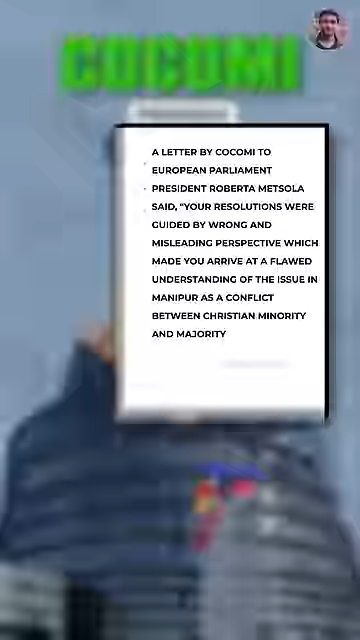 COCOMI
A LETTER BY COCOMI TO
EUROPEAN PARLIAMENT
PRESIDENT ROBERTA METSOLA
SAID, "YOUR RESOLUTIONS WERE
GUIDED BY WRONG AND
MISLEADING PERSPECTIVE WHICH
MADE YOU ARRIVE AT A FLAWED
UNDERSTANDING OF THE ISSUE IN
MANIPUR AS A CONFLICT
BETWEEN CHRISTIAN MINORITY
AND MAJORITY